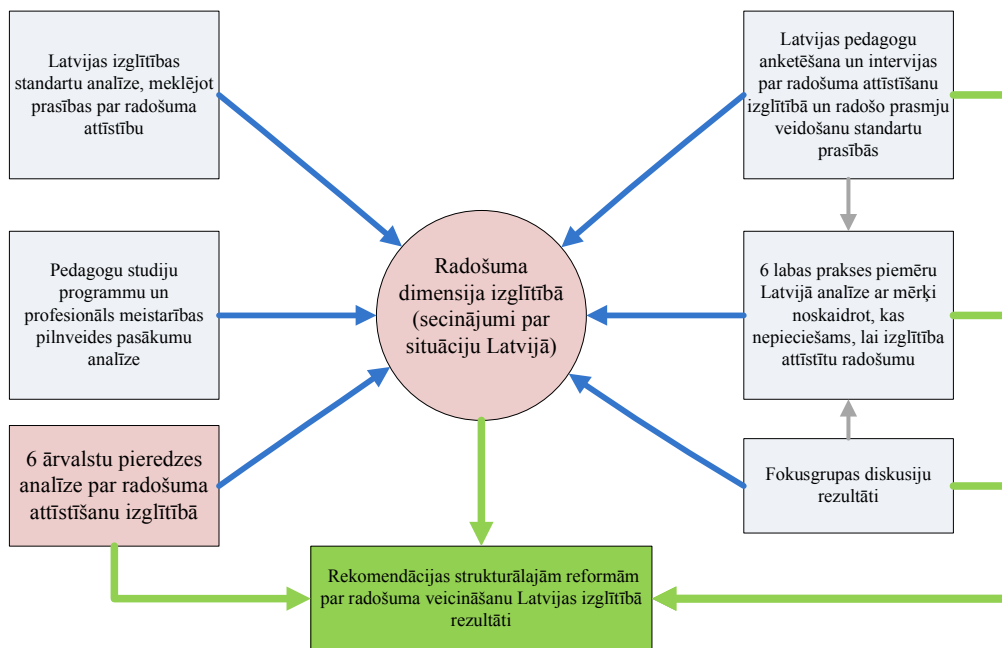 Latvijas izglītības
standartu analīze, meklējot
prasības par radošuma
attīstību
Pedagogu studiju
programmu un
profesionāls meistarības
pilnveides pasākumu
analīze
6 ārvalstu pieredzes
analīze par radošuma
attīstīšanu izglītībā
Radošuma
dimensija izglītībā
(secinājumi par
situāciju Latvijā)
Latvijas pedagogu
anketēšana un intervijas
par radošuma attīstīšanu
izglītībā un radošo prasmju
veidošanu standartu
prasībās
6 labas prakses piemēru
Latvijā analīze ar mērķi
noskaidrot, kas
nepieciešams, lai izglītība
attīstītu radošumu
Fokusgrupas diskusiju
rezultāti
Rekomendācijas strukturālajām reformām
par radošuma veicināšanu Latvijas izglītībā
rezultāti